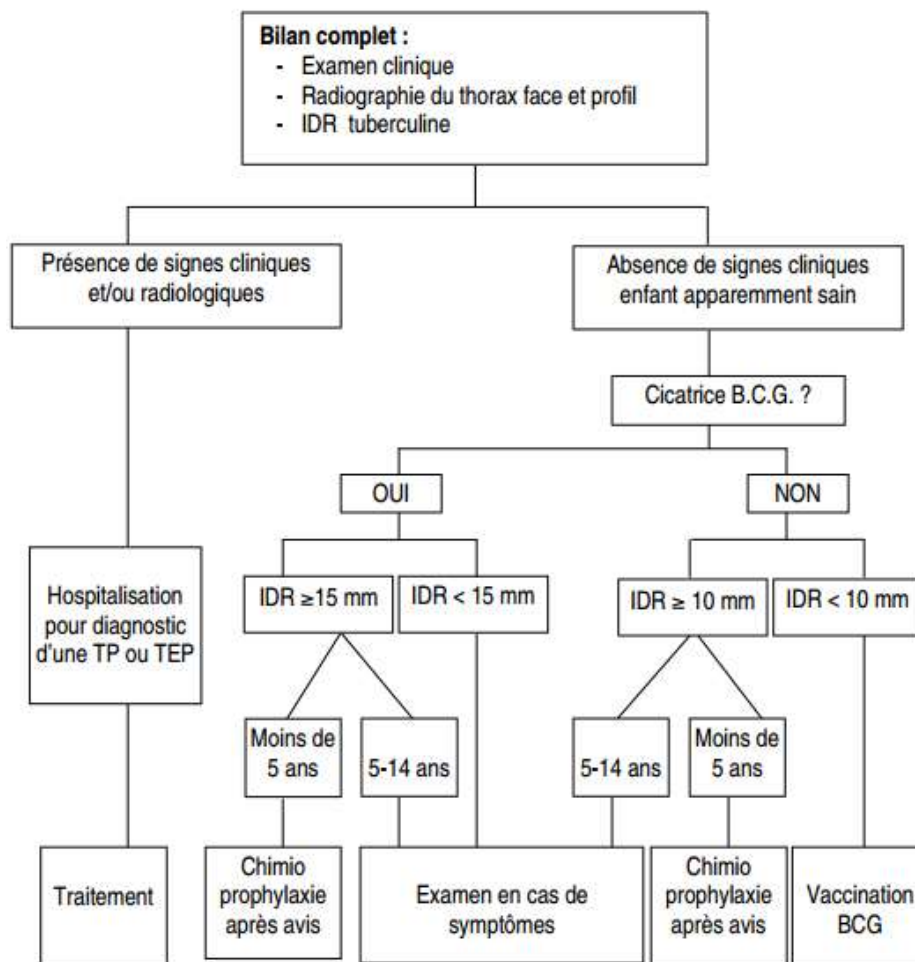 Bilan complet :
- Examen clinique
- Radiographie du thorax face et profil
- IDR tuberculine
Présence de signes cliniques
et/ou radiologiques
Absence de signes cliniques
enfant apparemment sain
Cicatrice B.C.G. ?
OUI
NON
Hospitalisation
pour diagnostic
d'une TP ou TEP
IDR ≥15 mm
IDR < 15 mm
IDR ≥ 10 mm
IDR < 10 mm
Moins de
5 ans
5-14 ans
5-14 ans
Moins de
5 ans
Traitement
Chimio
prophylaxie
après avis
Examen en cas de
symptômes
Chimio
prophylaxie
après avis
Vaccination
BCG